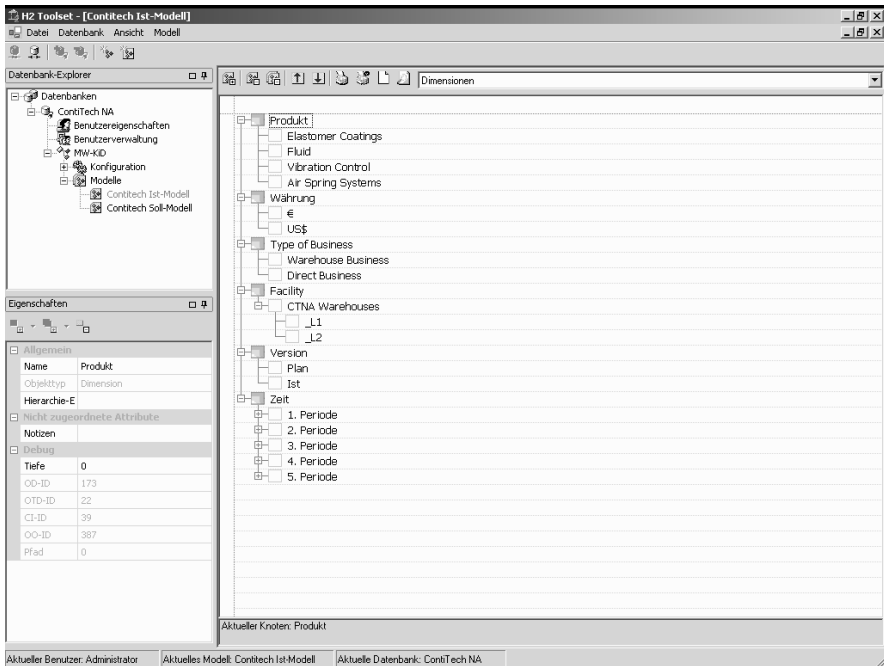 H2 Toolset - [Contitech Ist-Modell]
Datei Datenbank Ansicht Modell
Datenbank-Explorer
Datenbanken
ContiTech NA
Benutzereigenschaften
Benutzerverwaltung
MW-KiD
Konfiguration
Modelle
Contitech Ist-Modell
Contitech Soll-Modell
Eigenschaften
Allgemein
Name Produkt
Objekttyp Dimension
Hierarchie-E
Nicht zugeordnete Attribute
Notizen
Debug
Tiefe 0
OD-ID 173
OTD-ID 22
CI-ID 39
OO-ID 387
Pfad 0
Dimensionen
Produkt
Elastomer Coatings
Fluid
Vibration Control
Air Spring Systems
Währung
€
US$
Type of Business
Warehouse Business
Direct Business
Facility
CTNA Warehouses
_L1
_L2
Version
Plan
Ist
Zeit
1. Periode
2. Periode
3. Periode
4. Periode
5. Periode
Aktueller Knoten: Produkt
Aktueller Benutzer: Administrator Aktuelles Modell: Contitech Ist-Modell Aktuelle Datenbank: ContiTech NA